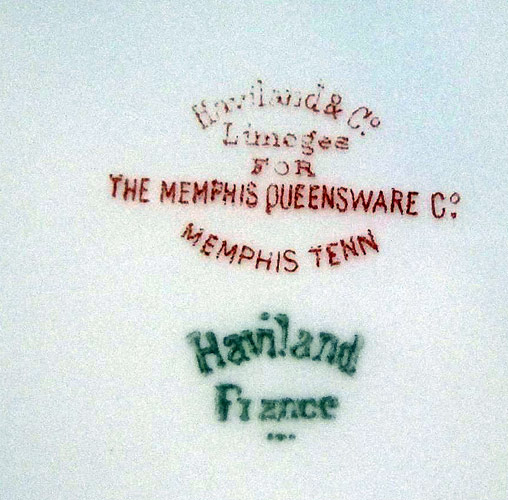 Haviland & Co.
Limoges
FOR
THE MEMPHIS QUEENSWARE Co.
MEMPHIS TENN
Haviland
France